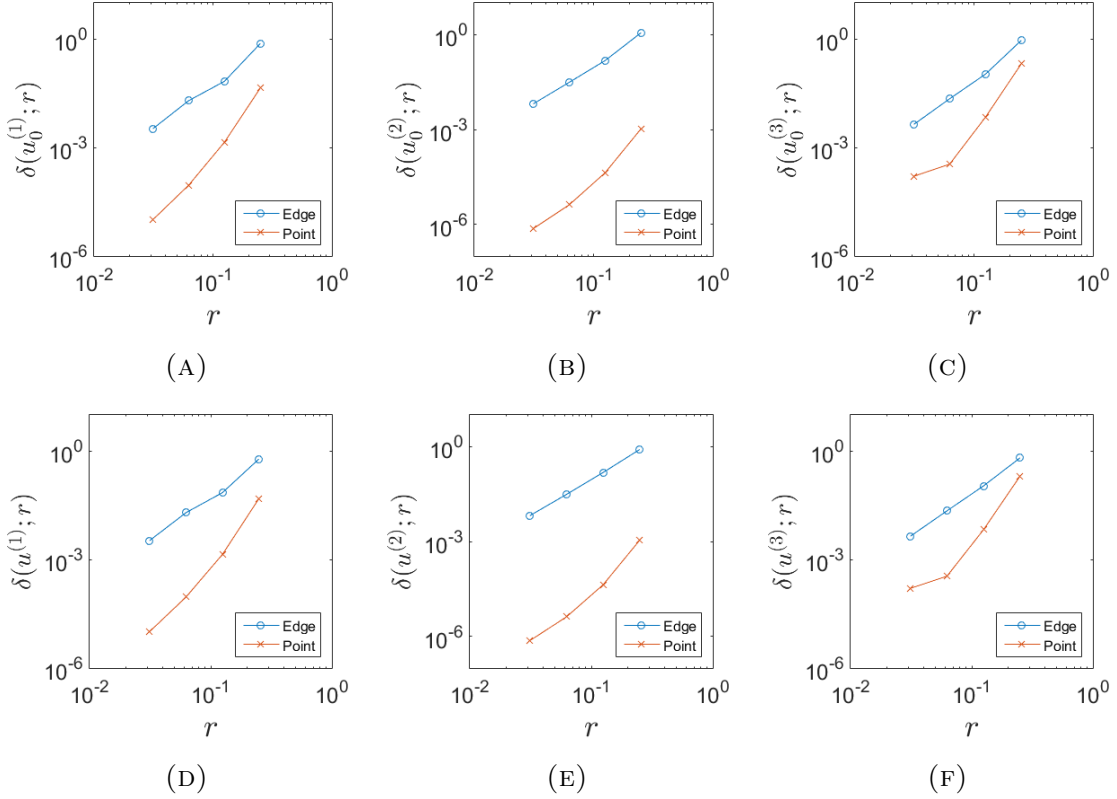 10^0
10^{-3}
10^{-6}
δ(u_0^{(1)}; r)
Edge
Point
10^{-2}
10^{-1}
10^0
r
(A)
10^0
10^{-3}
10^{-6}
δ(u_0^{(2)}; r)
Edge
Point
10^{-2}
10^{-1}
10^0
r
(B)
10^0
10^{-3}
10^{-6}
δ(u_0^{(3)}; r)
Edge
Point
10^{-2}
10^{-1}
10^0
r
(C)
10^0
10^{-3}
10^{-6}
δ(u^{(1)}; r)
Edge
Point
10^{-2}
10^{-1}
10^0
r
(D)
10^0
10^{-3}
10^{-6}
δ(u^{(2)}; r)
Edge
Point
10^{-2}
10^{-1}
10^0
r
(E)
10^0
10^{-3}
10^{-6}
δ(u^{(3)}; r)
Edge
Point
10^{-2}
10^{-1}
10^0
r
(F)